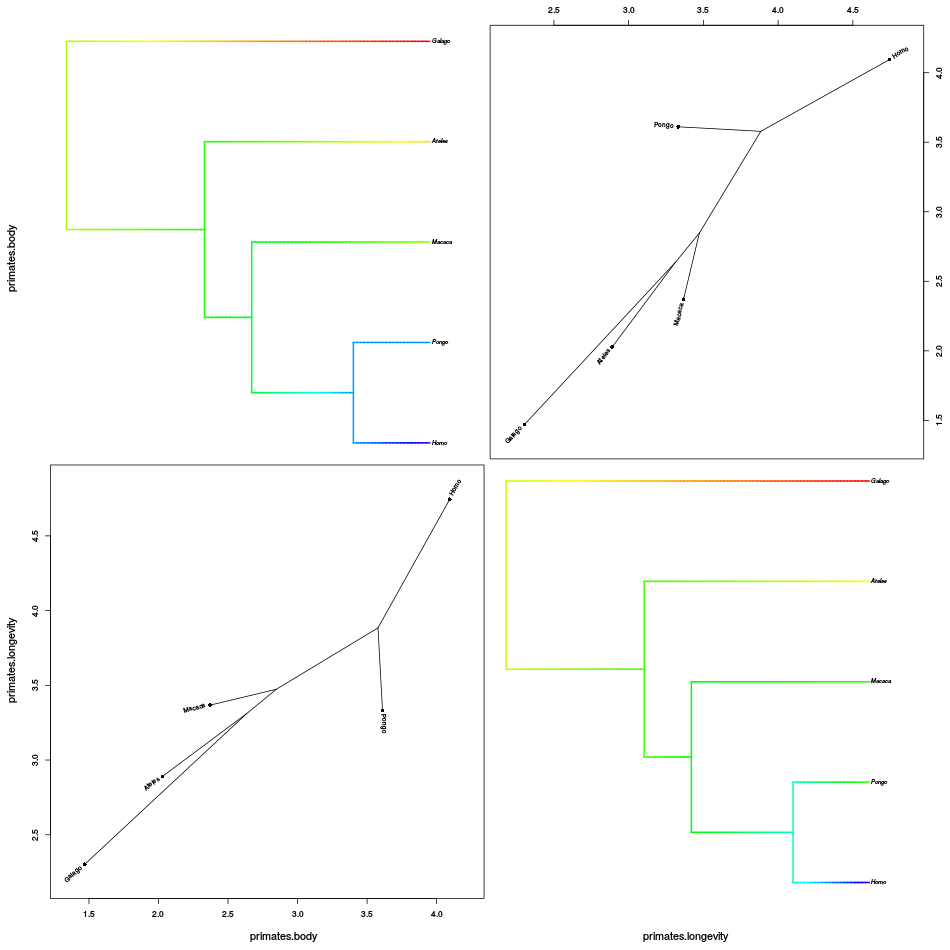 2.5 3.0 3.5 4.0 4.5
Galago
Ateles
Macaca
Pongo
Homo
primates.body
Homo
Pongo
Macaca
Ateles
Galago
4.0
3.5
3.0
2.5
2.0
1.5
primates.longevity
4.5
4.0
3.5
3.0
2.5
Homo
Macaca
Pongo
Ateles
Galago
1.5 2.0 2.5 3.0 3.5 4.0
primates.body
Galago
Ateles
Macaca
Pongo
Homo
primates.longevity